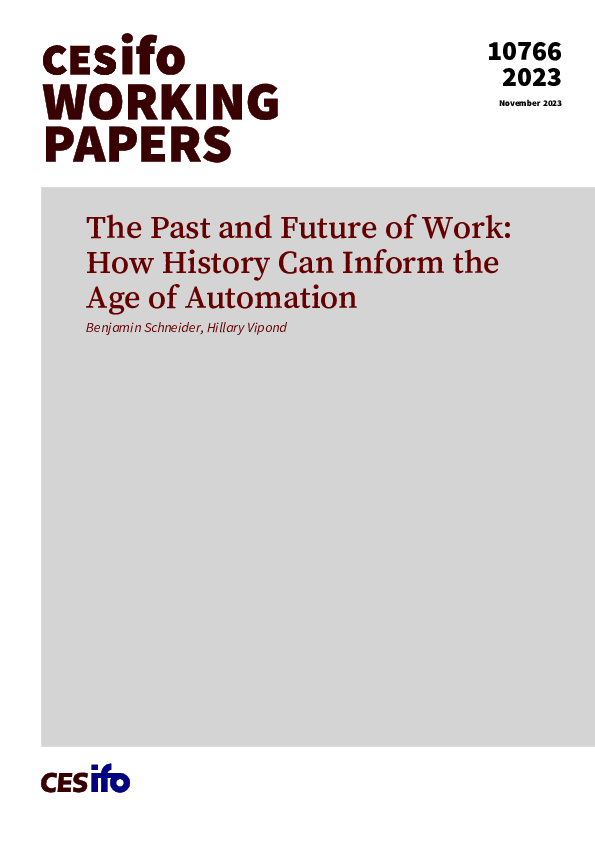 CESifo
WORKING
PAPERS
10766
2023
November 2023
The Past and Future of Work:
How History Can Inform the
Age of Automation
Benjamin Schneider, Hillary Vipond
CESifo